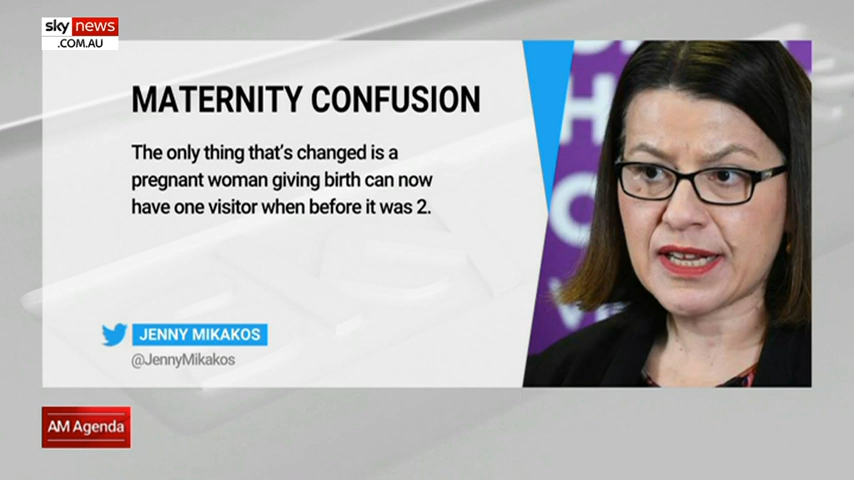 sky news
.COM.AU
MATERNITY CONFUSION
The only thing that's changed is a
pregnant woman giving birth can now
have one visitor when before it was 2.
JENNY MIKAKOS
@JennyMikakos
AM Agenda